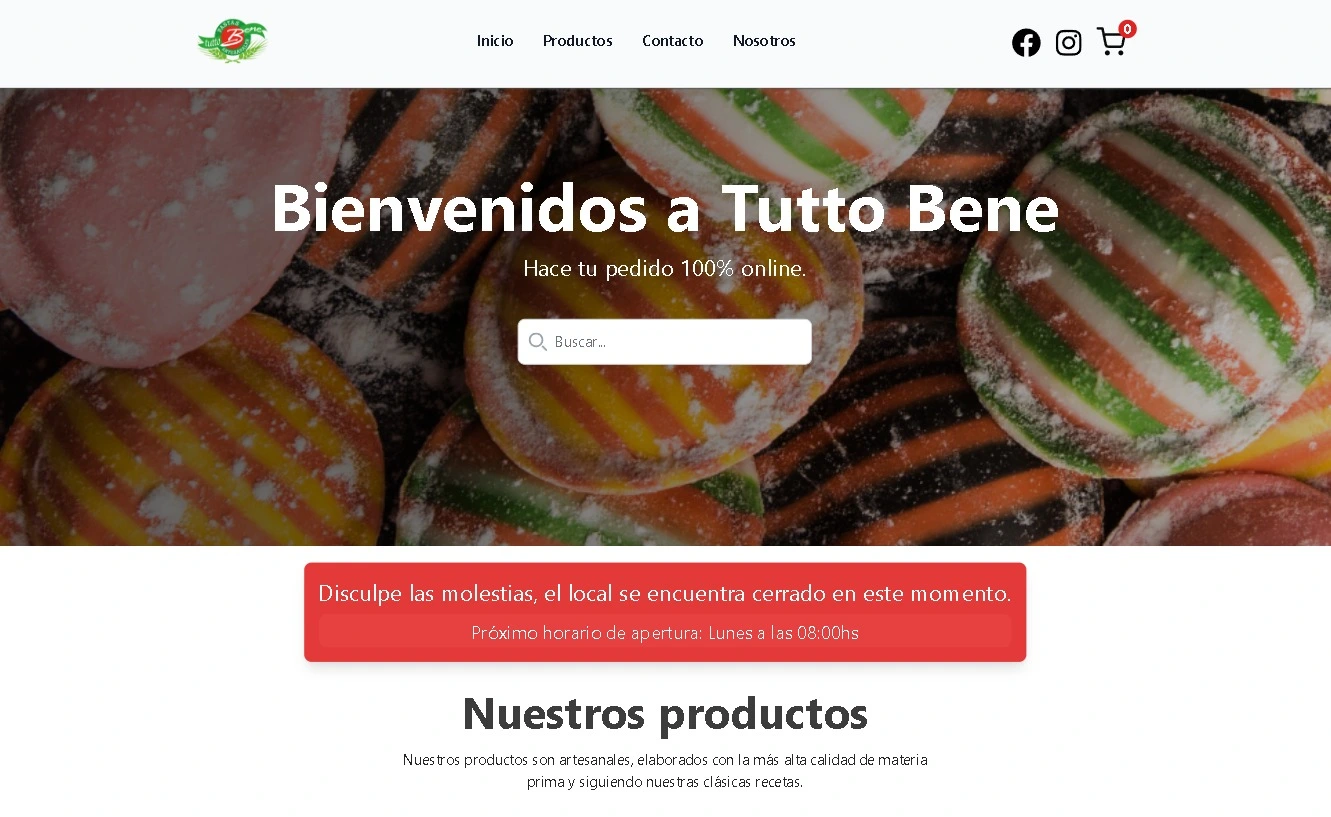 Bene
Inicio
Productos
Contacto
Nosotros
0
Bienvenidos a Tutto Bene
Hace tu pedido 100% online.
Buscar...
Disculpe las molestias, el local se encuentra cerrado en este momento.
Próximo horario de apertura: Lunes a las 08:00hs
Nuestros productos
Nuestros productos son artesanales, elaborados con la más alta calidad de materia
prima y siguiendo nuestras clásicas recetas.